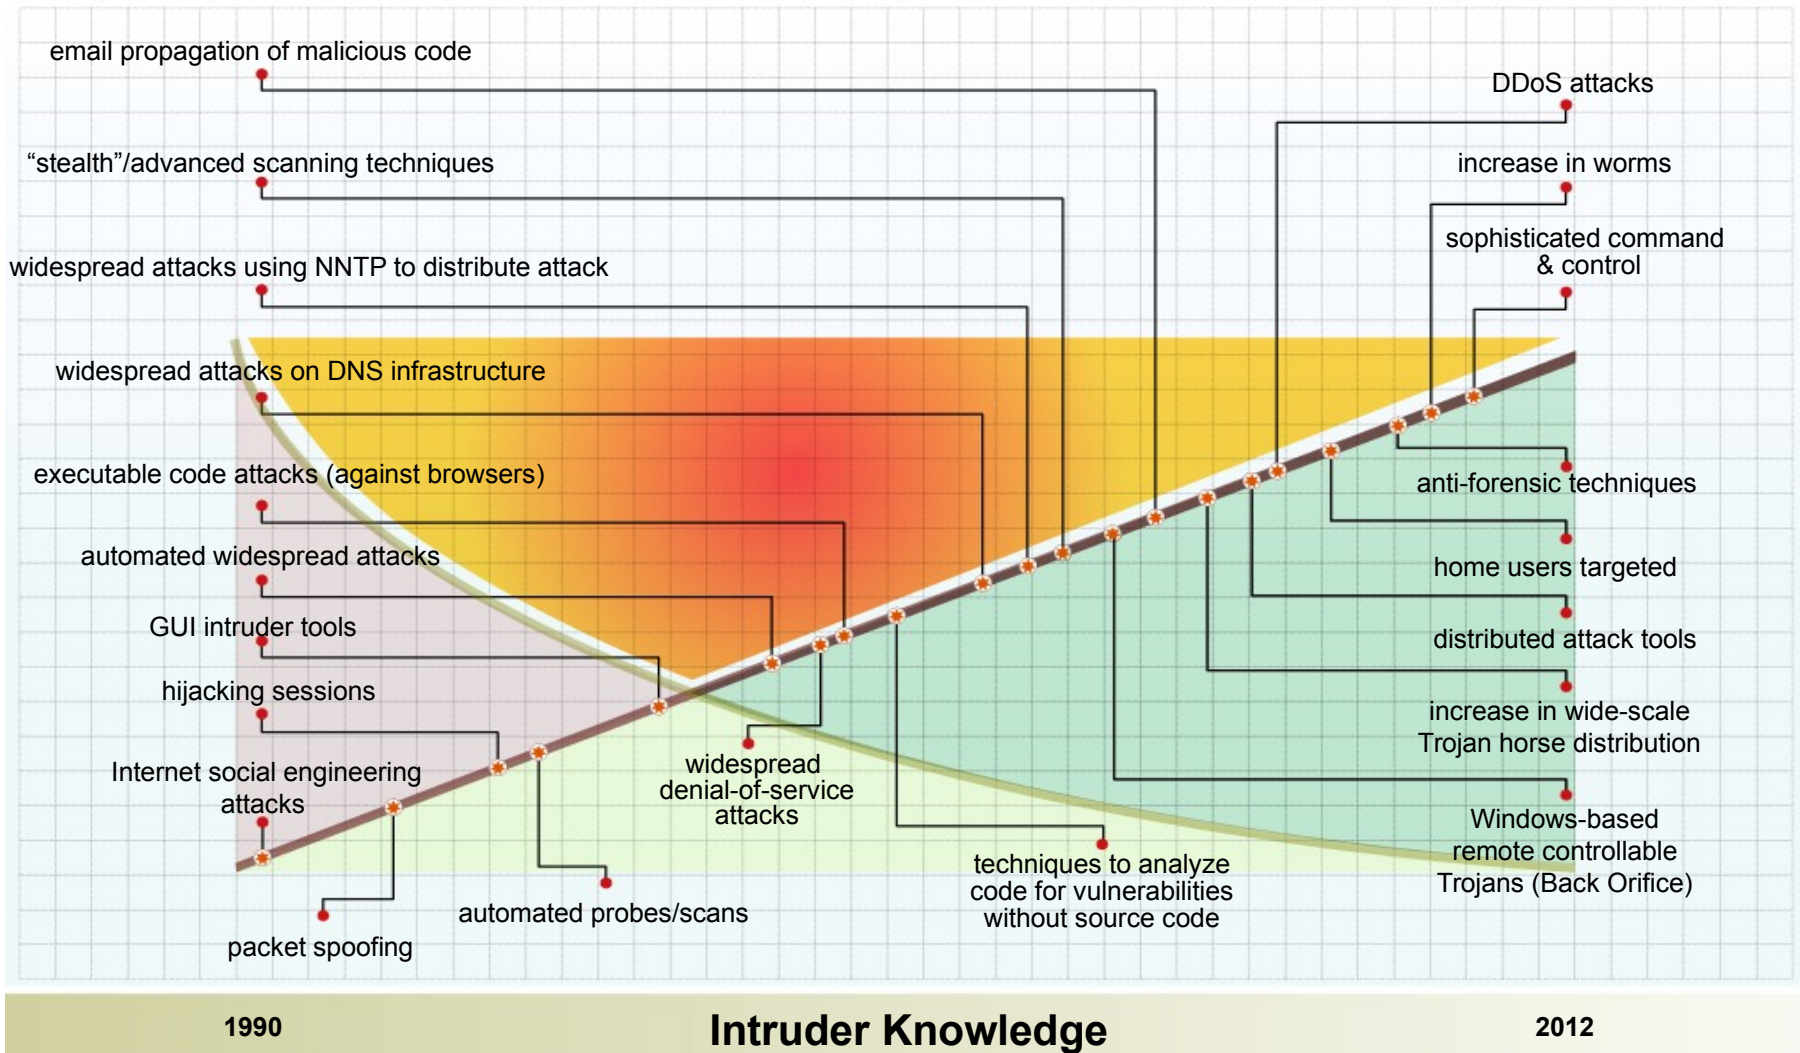 email propagation of malicious code
DDoS attacks
“stealth”/advanced scanning techniques
increase in worms
sophisticated command
& control
widespread attacks using NNTP to distribute attack
widespread attacks on DNS infrastructure
executable code attacks (against browsers)
anti-forensic techniques
automated widespread attacks
home users targeted
GUI intruder tools
distributed attack tools
hijacking sessions
increase in wide-scale
Trojan horse distribution
Internet social engineering
attacks
widespread
denial-of-service
attacks
Windows-based
remote controllable
Trojans (Back Orifice)
techniques to analyze
code for vulnerabilities
without source code
automated probes/scans
packet spoofing
1990
Intruder Knowledge
2012